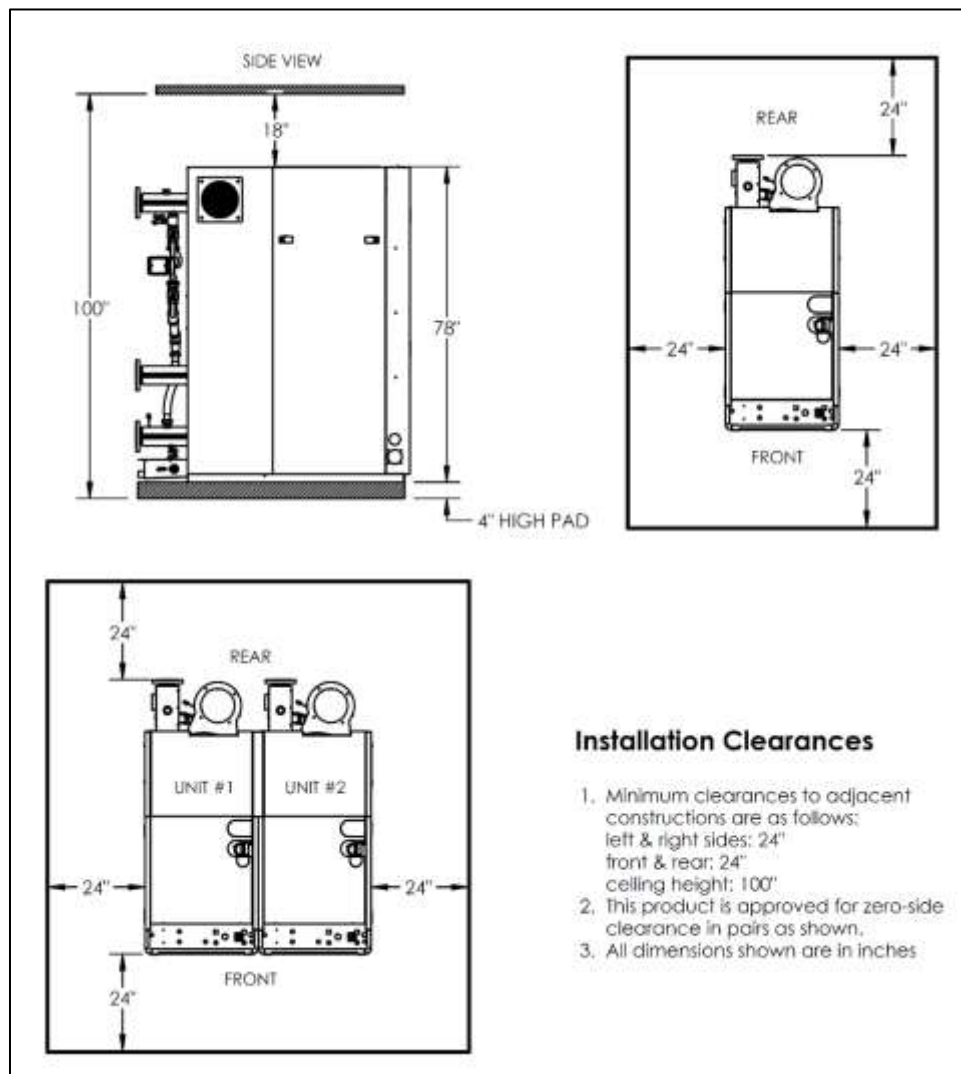 SIDE VIEW
18"
100"
78"
4" HIGH PAD
24"
REAR
24"
24"
FRONT
24"
24"
REAR
UNIT #1
UNIT #2
24"
24"
FRONT
24"
Installation Clearances
1. Minimum clearances to adjacent
constructions are as follows:
left & right sides: 24"
front & rear: 24"
ceiling height: 100"
2. This product is approved for zero-side
clearance in pairs as shown.
3. All dimensions shown are in inches